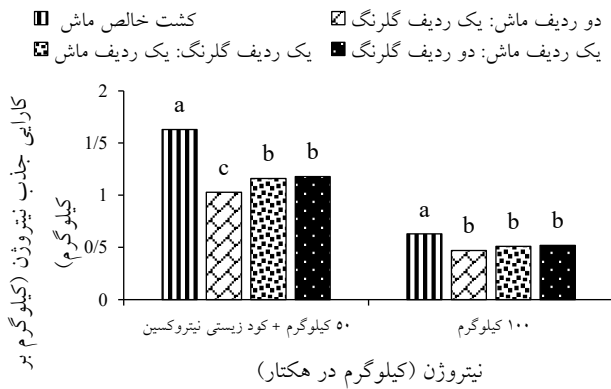 کشت خالص ماش دو ردیف ماش: یک ردیف گلرنگ
یک ردیف گلرنگ: یک ردیف ماش یک ردیف ماش: دو ردیف گلرنگ
کارایی جذب نیتروژن (کیلوگرم بر
کیلوگرم)
2
1/5
1
0/5
0
a
c
b
b
a
b
b
b
۵۰ کیلوگرم + کود زیستی نیتروکسین
۱۰۰ کیلوگرم
نیتروژن (کیلوگرم در هکتار)